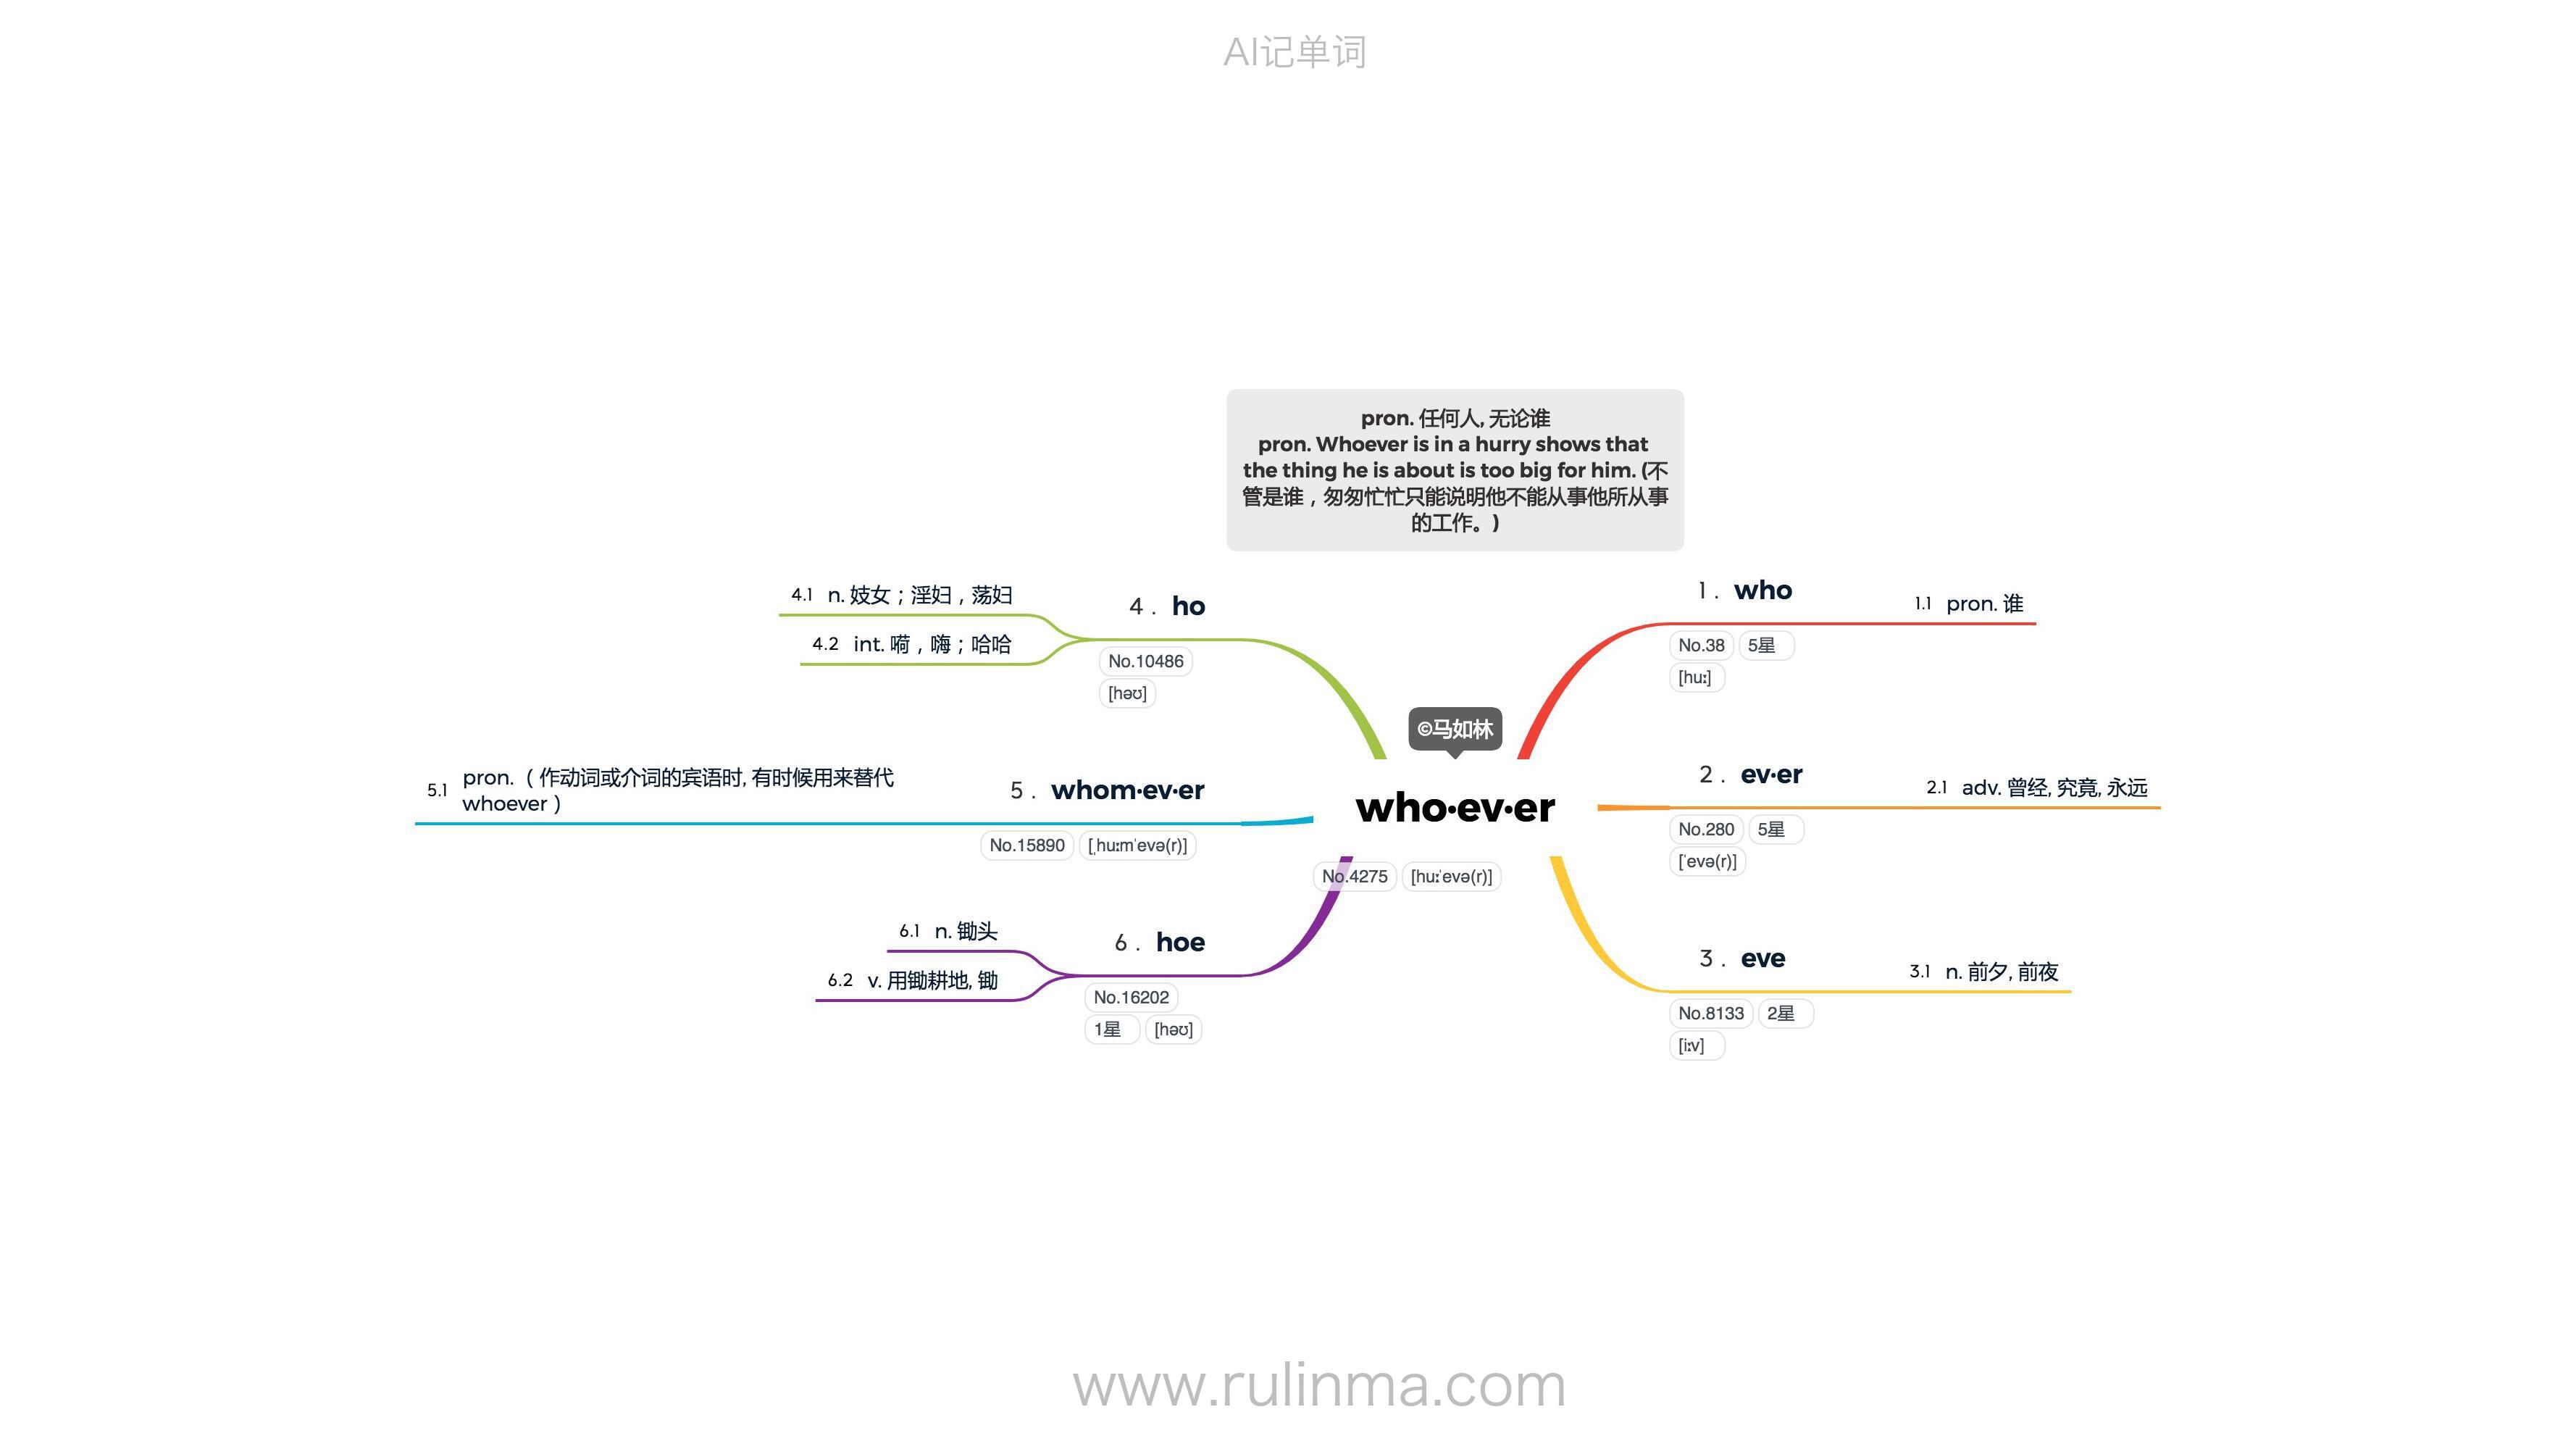 AI记单词
pron. 任何人, 无论谁
pron. Whoever is in a hurry shows that
the thing he is about is too big for him. (不
管是谁，匆匆忙忙只能说明他不能从事他所从事
的工作。)
©马如林
who·ev·er
No.4275 [huːˈevə(r)]
1. who
1.1 pron. 谁
No.38 5星
[huː]
2. ev·er
2.1 adv. 曾经, 究竟, 永远
No.280 5星
[ˈevə(r)]
3. eve
3.1 n. 前夕, 前夜
No.8133 2星
[iːv]
4. ho
4.1 n. 妓女；淫妇，荡妇
4.2 int. 嗬，嗨；哈哈
No.10486
[həʊ]
5. whom·ev·er
5.1 pron.（作动词或介词的宾语时, 有时候用来替代
whoever）
No.15890 [ˌhuːmˈevə(r)]
6. hoe
6.1 n. 锄头
6.2 v. 用锄耕地, 锄
No.16202
1星 [həʊ]
www.rulinma.com